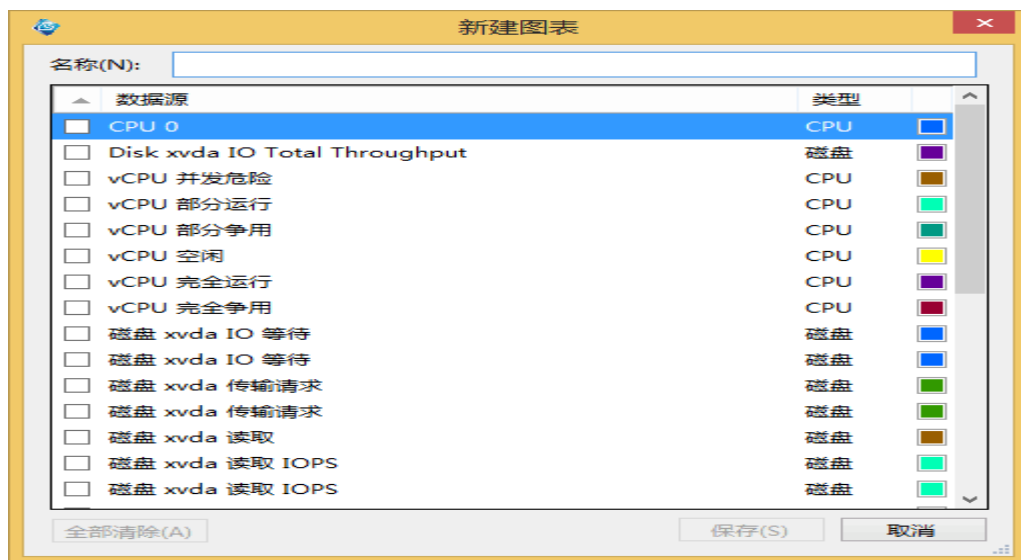 新建图表
名称(N):
数据源 类型
CPU 0 CPU
Disk xvda IO Total Throughput 磁盘
vCPU 并发危险 CPU
vCPU 部分运行 CPU
vCPU 部分争用 CPU
vCPU 空闲 CPU
vCPU 完全运行 CPU
vCPU 完全争用 CPU
磁盘 xvda IO 等待 磁盘
磁盘 xvda IO 等待 磁盘
磁盘 xvda 传输请求 磁盘
磁盘 xvda 传输请求 磁盘
磁盘 xvda 读取 磁盘
磁盘 xvda 读取 IOPS 磁盘
磁盘 xvda 读取 IOPS 磁盘
全部清除(A) 保存(S) 取消